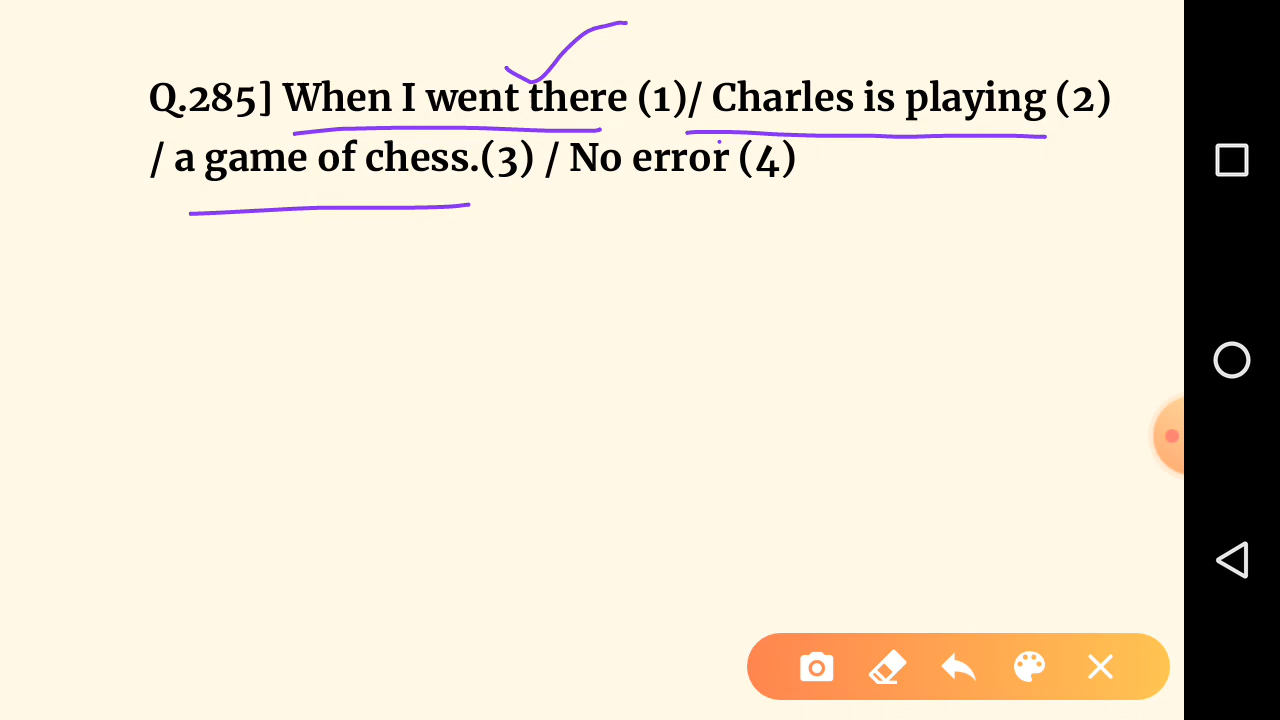 Q.285] When I went there (1)/ Charles is playing (2)
/ a game of chess.(3) / No error (4)